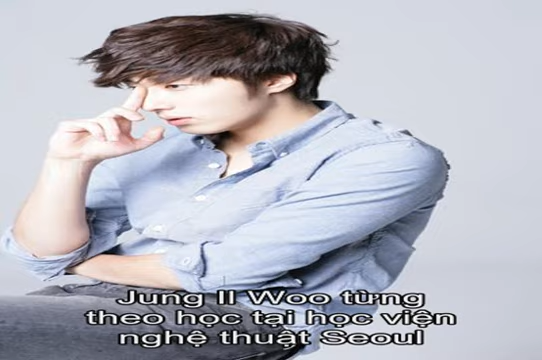 Jung Il Woo từng
theo học tại học viện
nghệ thuật Seoul